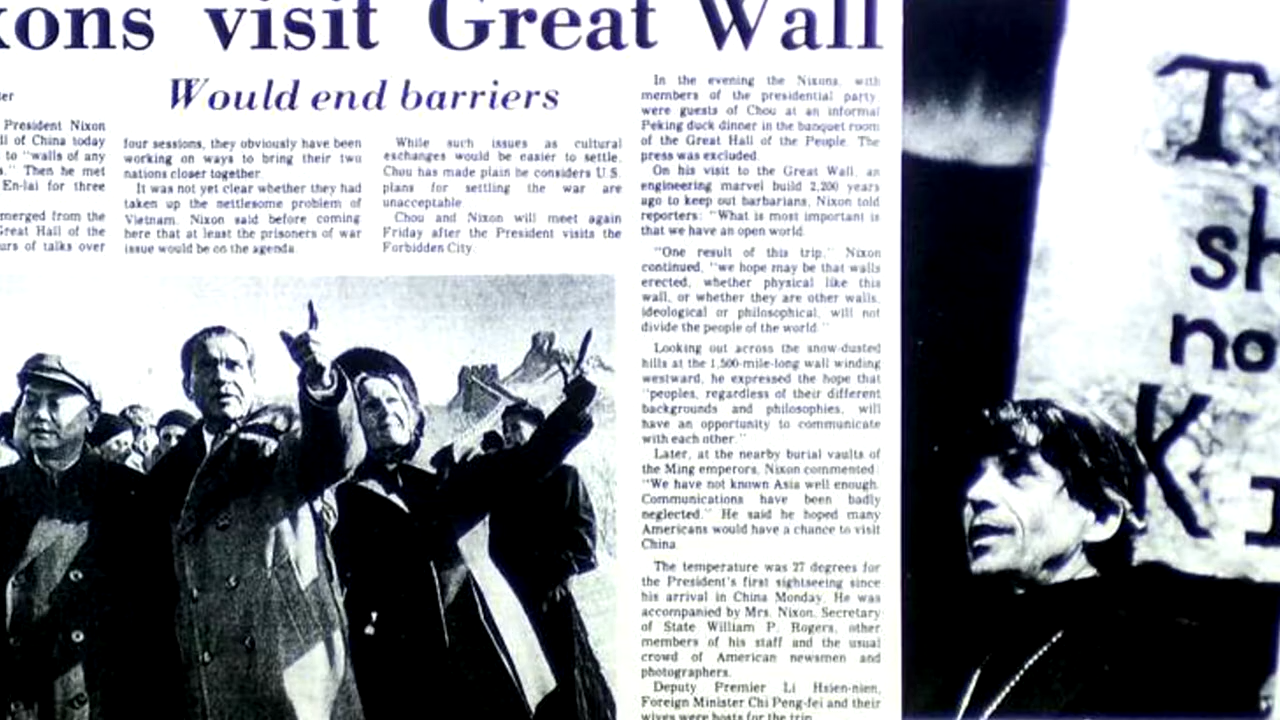 xons visit Great Wall
Would end barriers
ter
President Nixon
ll of China today
to "walls of any
s." Then he met
En-lai for three
merged from the
Great Hall of the
urs of talks over
four sessions, they obviously have been
working on ways to bring their two
nations closer together.
It was not yet clear whether they had
taken up the nettlesome problem of
Vietnam. Nixon said before coming
here that at least the prisoners of war
issue would be on the agenda.
While such issues as cultural
exchanges would be easier to settle,
Chou has made plain he considers U.S.
plans for settling the war are
unacceptable
Chou and Nixon will meet again
Friday after the President visits the
Forbidden City.
In the evening the Nixons, with
members of the presidential party,
were guests of Chou at an informal
Peking duck dinner in the banquet room
of the Great Hall of the People. The
press was excluded.
On his visit to the Great Wall, an
engineering marvel build 2,200 years
ago to keep out barbarians, Nixon told
reporters: "What is most important is
that we have an open world.
"One result of this trip," Nixon
continued, "we hope may be that walls
erected, whether physical like this
wall, or whether they are other walls,
ideological or philosophical, will not
divide the people of the world."
Looking out across the snow-dusted
hills at the 1,500-mile-long wall winding
westward, he expressed the hope that
"peoples, regardless of their different
backgrounds and philosophies, will
have an opportunity to communicate
with each other."
Later, at the nearby burial vaults of
the Ming emperors, Nixon commented:
"We have not known Asia well enough.
Communications have been badly
neglected." He said he hoped many
Americans would have a chance to visit
China.
The temperature was 27 degrees for
the President's first sightseeing since
his arrival in China Monday. He was
accompanied by Mrs. Nixon, Secretary
of State William P. Rogers, other
members of his staff and the usual
crowd of American newsmen and
photographers.
Deputy Premier Li Hsien-nien,
Foreign Minister Chi Peng-fei and their
wives were hosts for the trip.
T
sh
no
K I